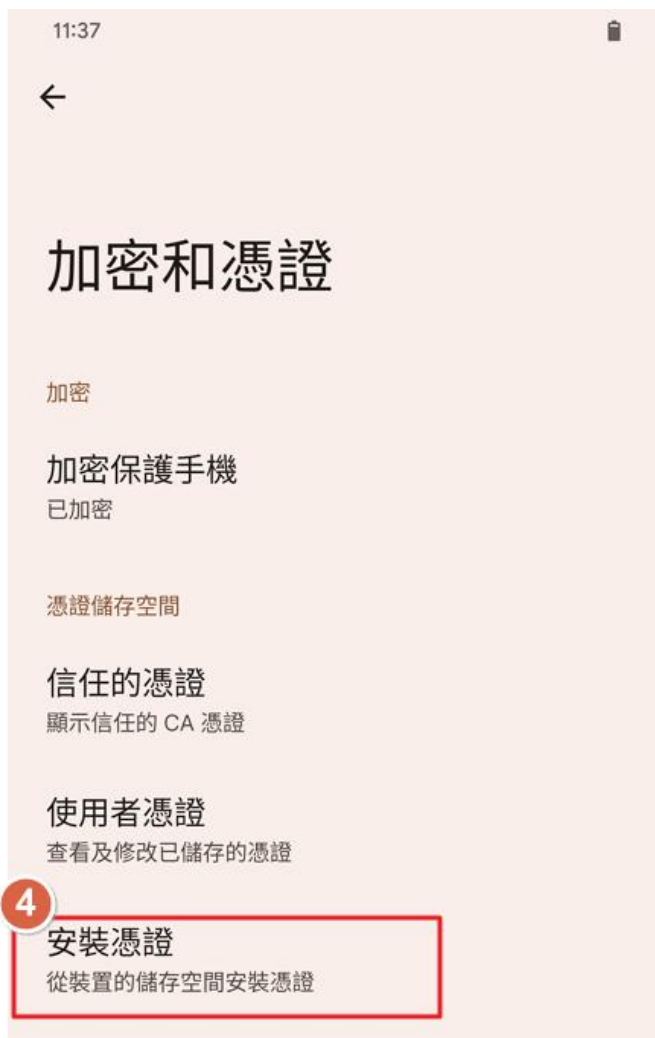 11:37
加密和憑證
加密
加密保護手機
已加密
憑證儲存空間
信任的憑證
顯示信任的 CA 憑證
使用者憑證
查看及修改已儲存的憑證
4
安裝憑證
從裝置的儲存空間安裝憑證